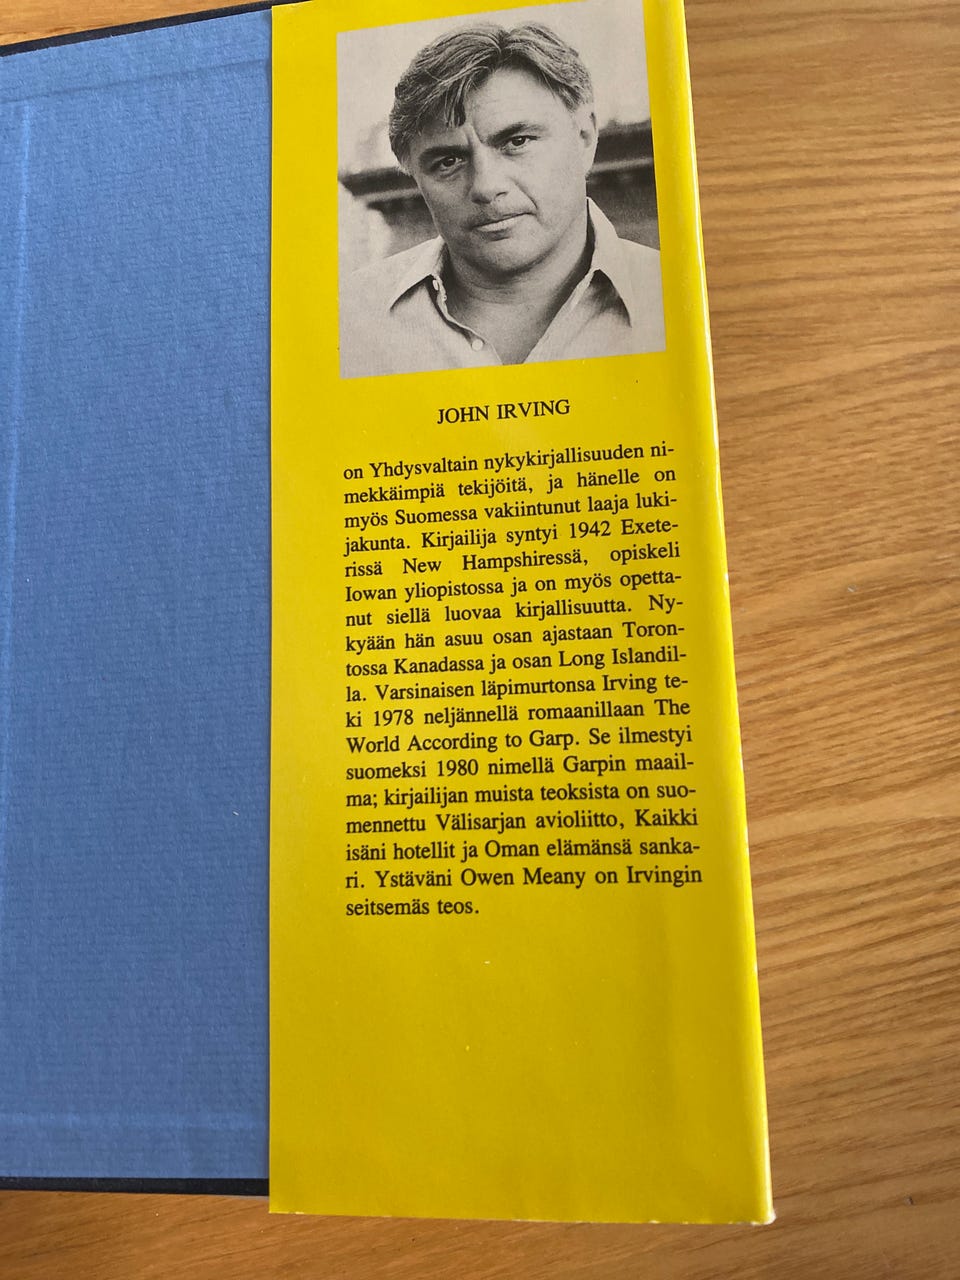 JOHN IRVING
on Yhdysvaltain nykykirjallisuuden ni-
mekkäimpiä tekijöitä, ja hänelle on
myös Suomessa vakiintunut laaja luki-
jakunta. Kirjailija syntyi 1942 Exete-
rissä New Hampshiressä, opiskeli
Iowan yliopistossa ja on myös opetta-
nut siellä luovaa kirjallisuutta. Ny-
kyään hän asuu osan ajastaan Toron-
tossa Kanadassa ja osan Long Islandil-
la. Varsinaisen läpimurtonsa Irving te-
ki 1978 neljännellä romaanillaan The
World According to Garp. Se ilmestyi
suomeksi 1980 nimellä Garpin maail-
ma; kirjailijan muista teoksista on suo-
mennettu Välisarjan avioliitto, Kaikki
isäni hotellit ja Oman elämänsä sanka-
ri. Ystäväni Owen Meany on Irvingin
seitsemäs teos.